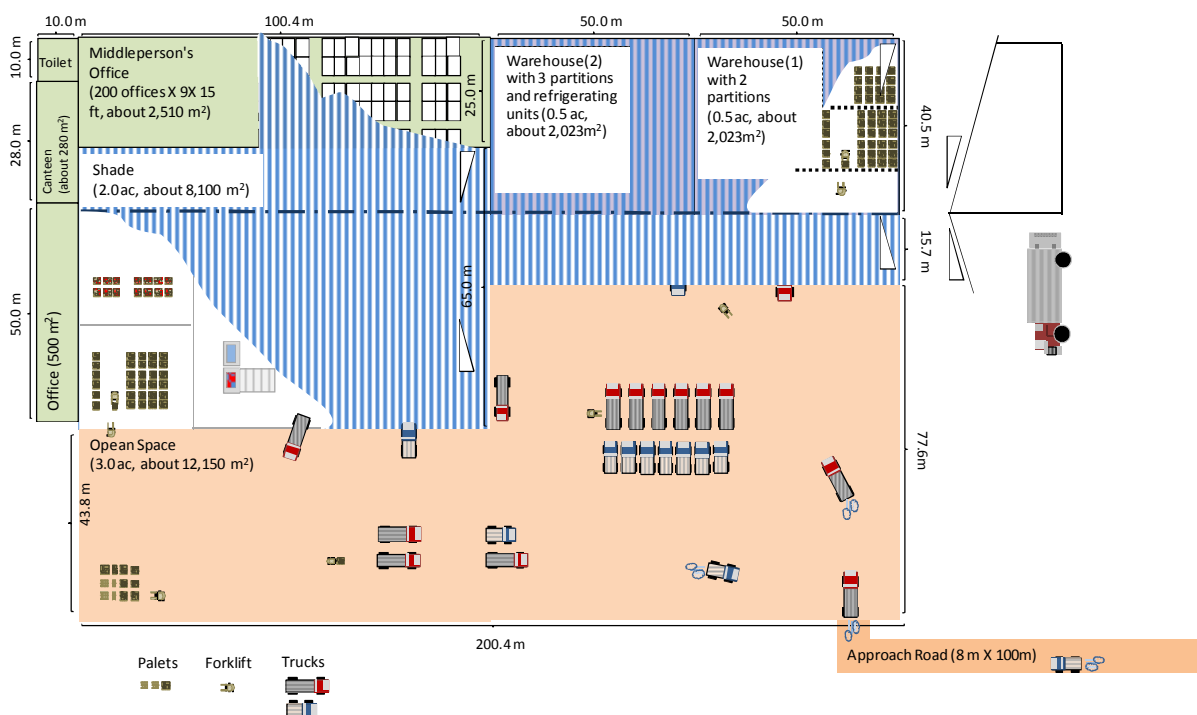 10.0 m
100.4 m
50.0 m
50.0 m
10.0 m
Toilet
Middleperson's
Office
(200 offices X 9X 15
ft, about 2,510 m²)
25.0 m
Warehouse(2)
with 3 partitions
and refrigerating
units (0.5 ac,
about 2,023m²)
Warehouse(1)
with 2
partitions
(0.5 ac, about
2,023m²)
40.5 m
28.0 m
Canteen
(about 280 m²)
Shade
(2.0 ac, about 8,100 m²)
15.7 m
50.0 m
Office (500 m²)
65.0 m
Opean Space
(3.0 ac, about 12,150 m²)
43.8 m
77.6m
200.4 m
Approach Road (8 m X 100m)
Palets
Forklift
Trucks